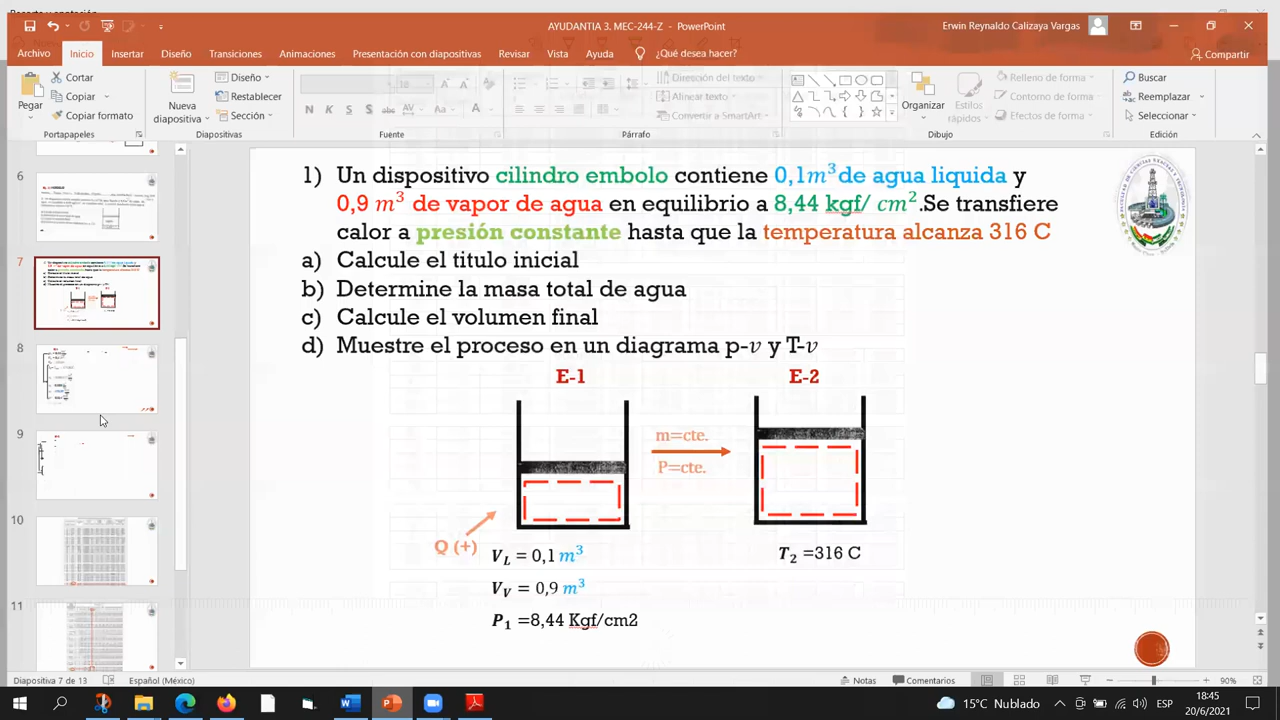 AYUDANTIA 3. MEC-244-Z - PowerPoint
Erwin Reynaldo Calizaya Vargas
Archivo Inicio Insertar Diseño Transiciones Animaciones Presentación con diapositivas Revisar Vista Ayuda ¿Qué desea hacer? Compartir
Pegar
Cortar
Copiar
Copiar formato
Portapapeles
Nueva diapositiva
Diseño
Restablecer
Sección
Diapositivas
18
N K S S abc AV Aa A
Fuente
Dirección del texto
Alinear texto
Convertir a SmartArt
Párrafo
Organizar
Estilos rápidos
Relleno de forma
Contorno de forma
Efectos de forma
Dibujo
Buscar
Reemplazar
Seleccionar
Edición
6
7
8
9
10
11
1) Un dispositivo cilindro embolo contiene 0,1m³ de agua liquida y
0,9 m³ de vapor de agua en equilibrio a 8,44 kgf/ cm².Se transfiere
calor a presión constante hasta que la temperatura alcanza 316 C
a) Calcule el titulo inicial
b) Determine la masa total de agua
c) Calcule el volumen final
d) Muestre el proceso en un diagrama p-v y T-v
E-1
E-2
m=cte.
P=cte.
Q (+)
V_L = 0,1 m³
V_V = 0,9 m³
P_1 =8,44 Kgf/cm2
T_2 =316 C
Diapositiva 7 de 13 Español (México) Notas Comentarios 90%
15°C Nublado ESP 18:45
20/6/2021